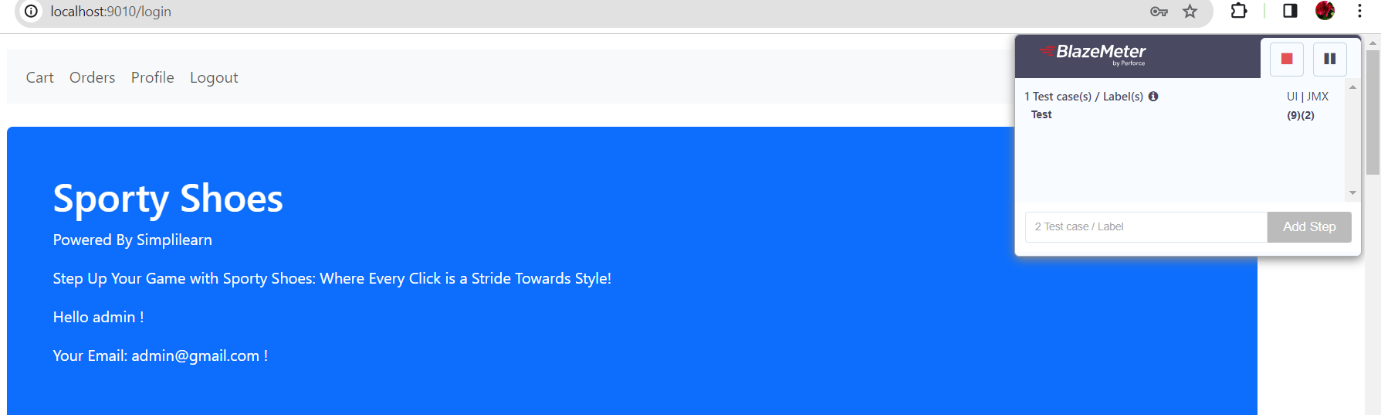 localhost:9010/login
Cart Orders Profile Logout
BlazeMeter
by Perforce
1 Test case(s) / Label(s) UI | JMX
Test (9)(2)
2 Test case / Label Add Step
Sporty Shoes
Powered By Simplilearn
Step Up Your Game with Sporty Shoes: Where Every Click is a Stride Towards Style!
Hello admin !
Your Email: admin@gmail.com !